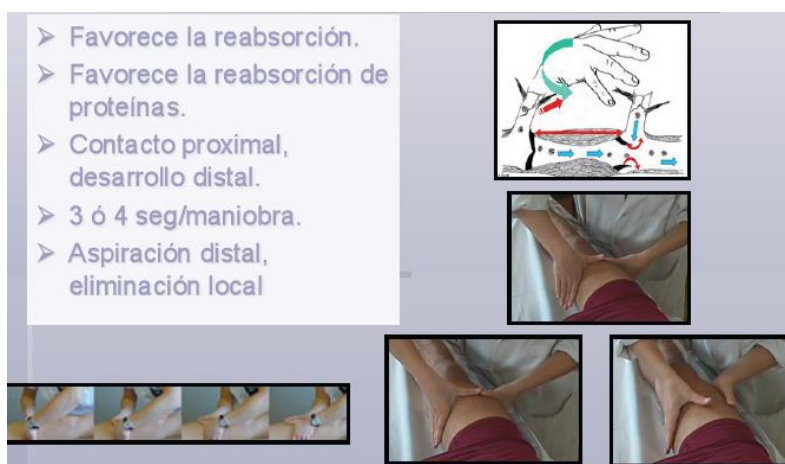 ➢ Favorece la reabsorción.
➢ Favorece la reabsorción de
proteínas.
➢ Contacto proximal,
desarrollo distal.
➢ 3 ó 4 seg/maniobra.
➢ Aspiración distal,
eliminación local